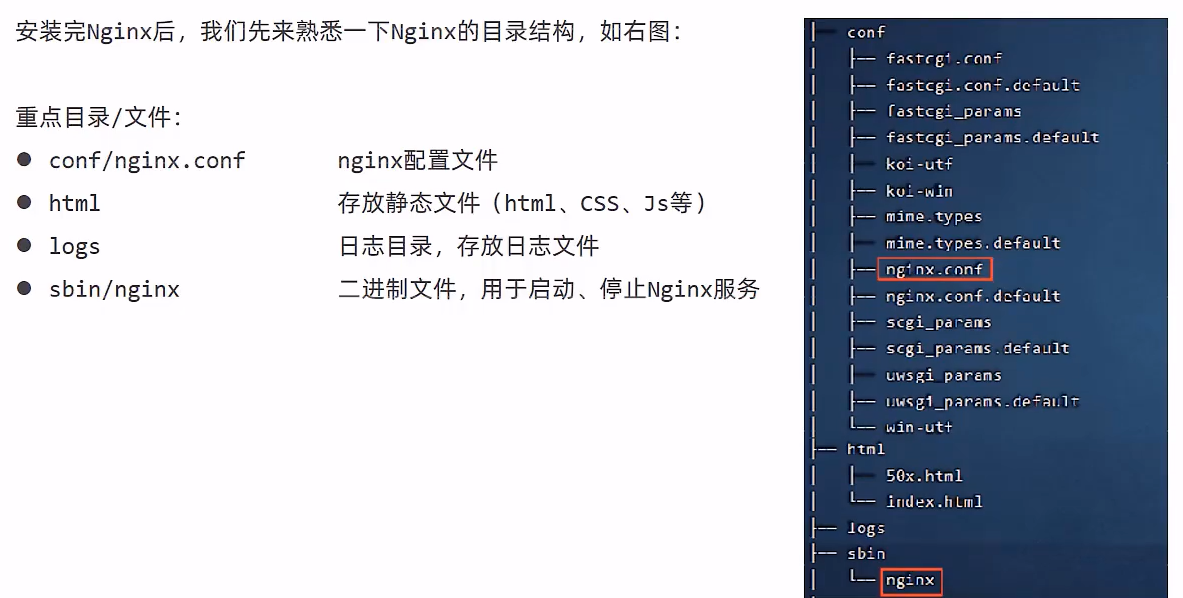 安装完Nginx后，我们先来熟悉一下Nginx的目录结构，如右图：
重点目录/文件：
● conf/nginx.conf nginx配置文件
● html 存放静态文件（html、CSS、Js等）
● logs 日志目录，存放日志文件
● sbin/nginx 二进制文件，用于启动、停止Nginx服务
├── conf
│   ├── fastcgi.conf
│   ├── fastcgi.conf.default
│   ├── fastcgi_params
│   ├── fastcgi_params.default
│   ├── koi-utf
│   ├── koi-win
│   ├── mime.types
│   ├── mime.types.default
│   ├── nginx.conf
│   ├── nginx.conf.default
│   ├── scgi_params
│   ├── scgi_params.default
│   ├── uwsgi_params
│   ├── uwsgi_params.default
│   └── win-utf
├── html
│   ├── 50x.html
│   └── index.html
├── logs
├── sbin
│   └── nginx